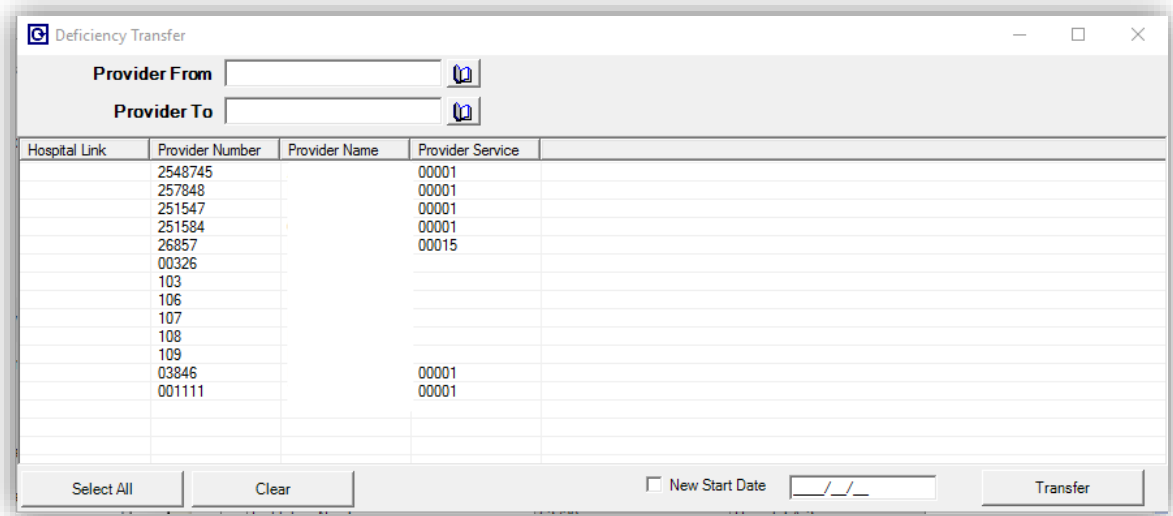 Deficiency Transfer
Provider From
Provider To
Hospital Link Provider Number Provider Name Provider Service
2548745 00001
257848 00001
251547 00001
251584 00001
26857 00015
00326
103
106
107
108
109
03846 00001
001111 00001
Select All Clear New Start Date __/__/__ Transfer